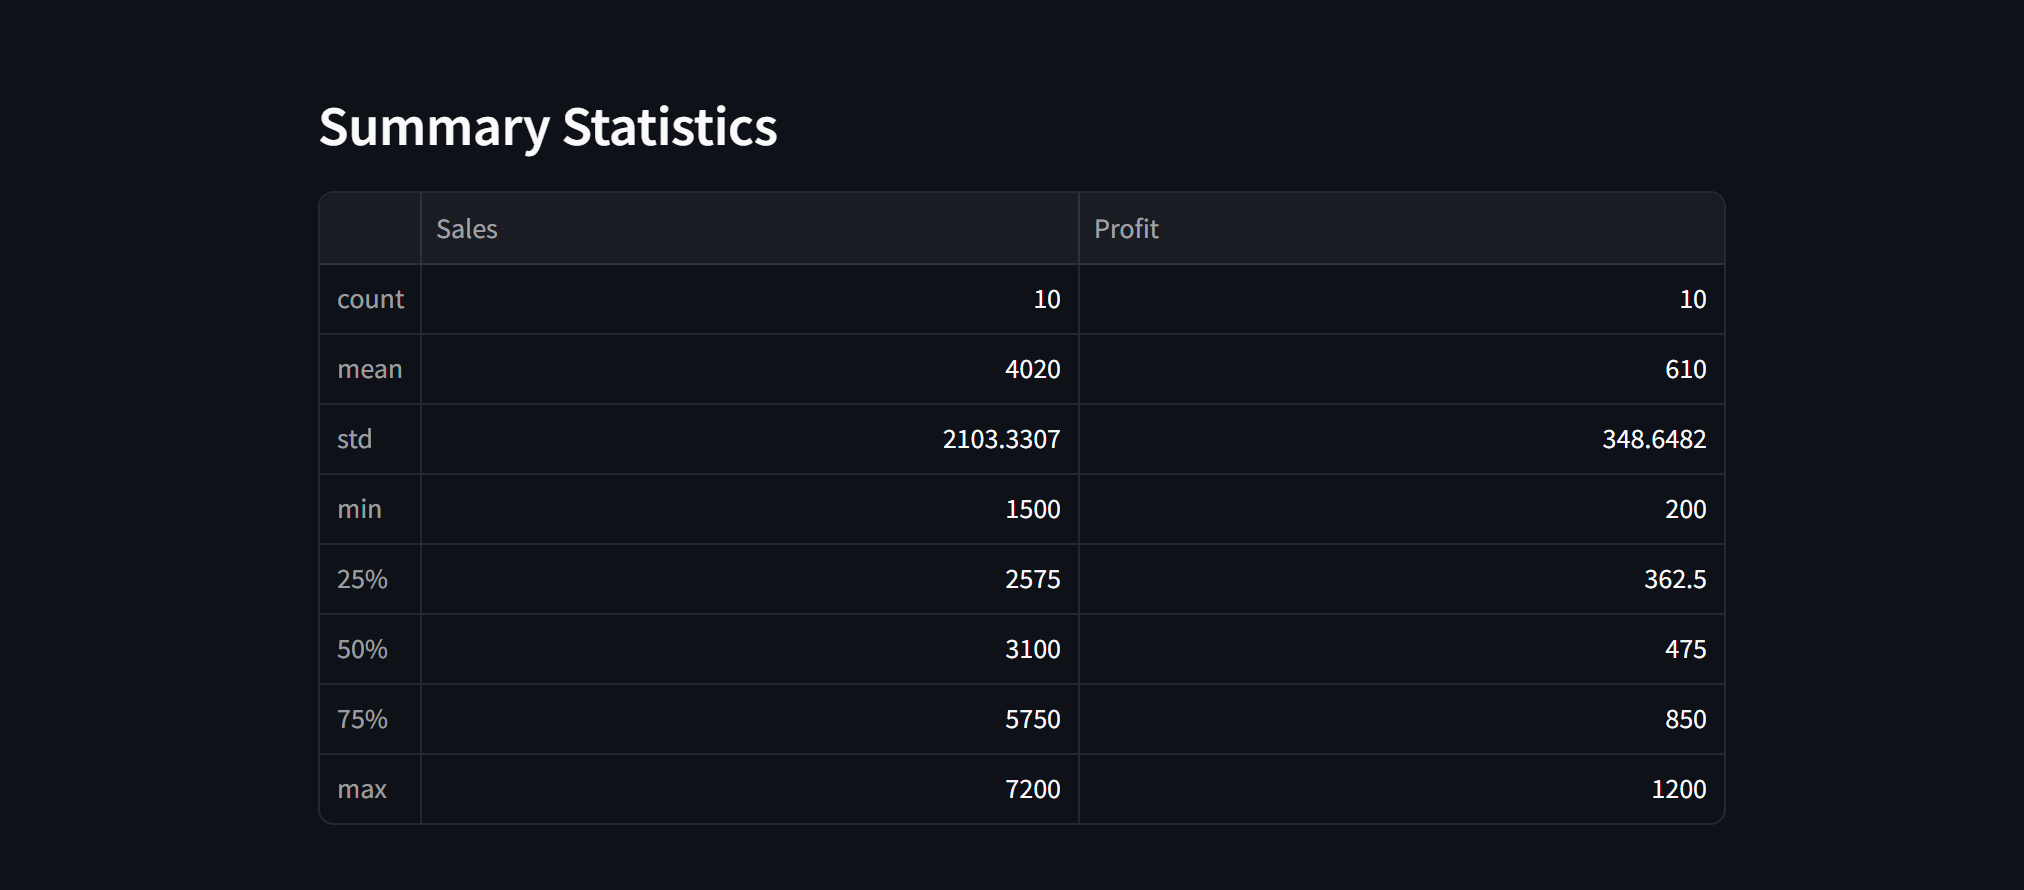 Summary Statistics
Sales Profit
count 10 10
mean 4020 610
std 2103.3307 348.6482
min 1500 200
25% 2575 362.5
50% 3100 475
75% 5750 850
max 7200 1200